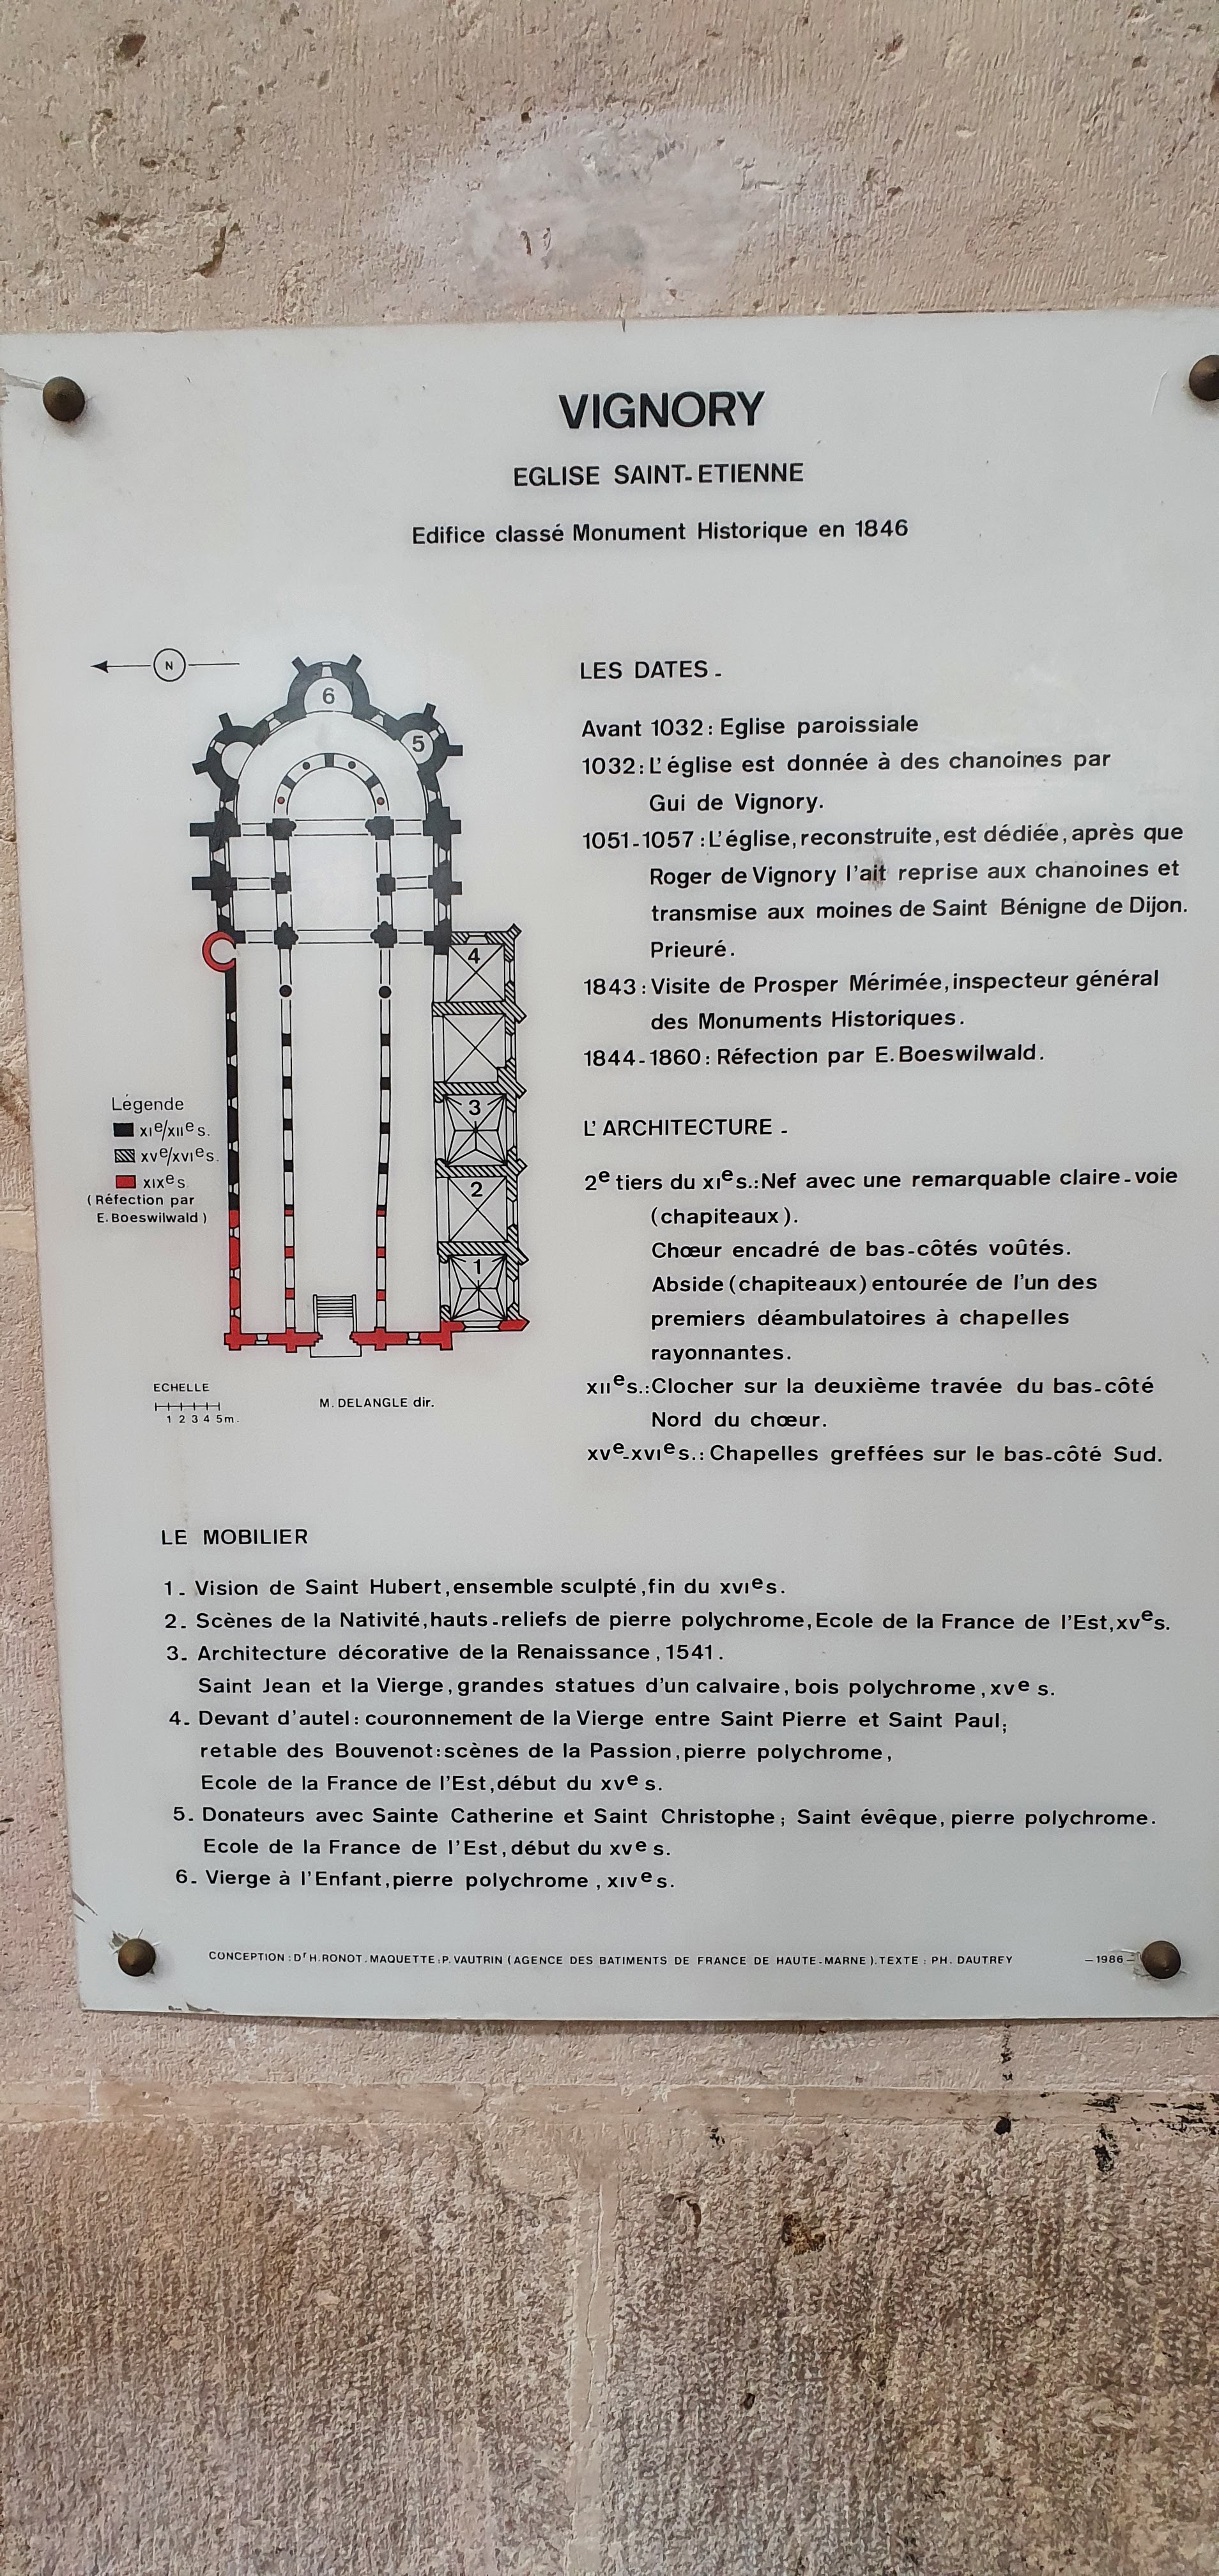 VIGNORY
EGLISE SAINT-ETIENNE
Edifice classé Monument Historique en 1846
N
6
5
4
3
2
1
Légende
XIe/XIIe s.
XVe/XVIe s.
XIXe s
(Réfection par
E. Boeswilwald)
ECHELLE
1 2 3 4 5m.
M. DELANGLE dir.
LES DATES -
Avant 1032 : Eglise paroissiale
1032 : L'église est donnée à des chanoines par
Gui de Vignory.
1051-1057 : L'église, reconstruite, est dédiée, après que
Roger de Vignory l'ait reprise aux chanoines et
transmise aux moines de Saint Bénigne de Dijon.
Prieuré.
1843 : Visite de Prosper Mérimée, inspecteur général
des Monuments Historiques.
1844-1860 : Réfection par E. Boeswilwald.
L'ARCHITECTURE -
2e tiers du XIe s. : Nef avec une remarquable claire-voie
(chapiteaux).
Chœur encadré de bas-côtés voûtés.
Abside (chapiteaux) entourée de l'un des
premiers déambulatoires à chapelles
rayonnantes.
XIIe s. : Clocher sur la deuxième travée du bas-côté
Nord du chœur.
XVe-XVIe s. : Chapelles greffées sur le bas-côté Sud.
LE MOBILIER
1. Vision de Saint Hubert, ensemble sculpté, fin du XVIe s.
2. Scènes de la Nativité, hauts-reliefs de pierre polychrome, Ecole de la France de l'Est, XVe s.
3. Architecture décorative de la Renaissance, 1541.
Saint Jean et la Vierge, grandes statues d'un calvaire, bois polychrome, XVe s.
4. Devant d'autel : couronnement de la Vierge entre Saint Pierre et Saint Paul;
retable des Bouvenot : scènes de la Passion, pierre polychrome,
Ecole de la France de l'Est, début du XVe s.
5. Donateurs avec Sainte Catherine et Saint Christophe ; Saint évêque, pierre polychrome.
Ecole de la France de l'Est, début du XVe s.
6. Vierge à l'Enfant, pierre polychrome, XIVe s.
CONCEPTION : Dr H. RONOT. MAQUETTE : P. VAUTRIN (AGENCE DES BATIMENTS DE FRANCE DE HAUTE-MARNE). TEXTE : PH. DAUTREY -1986-